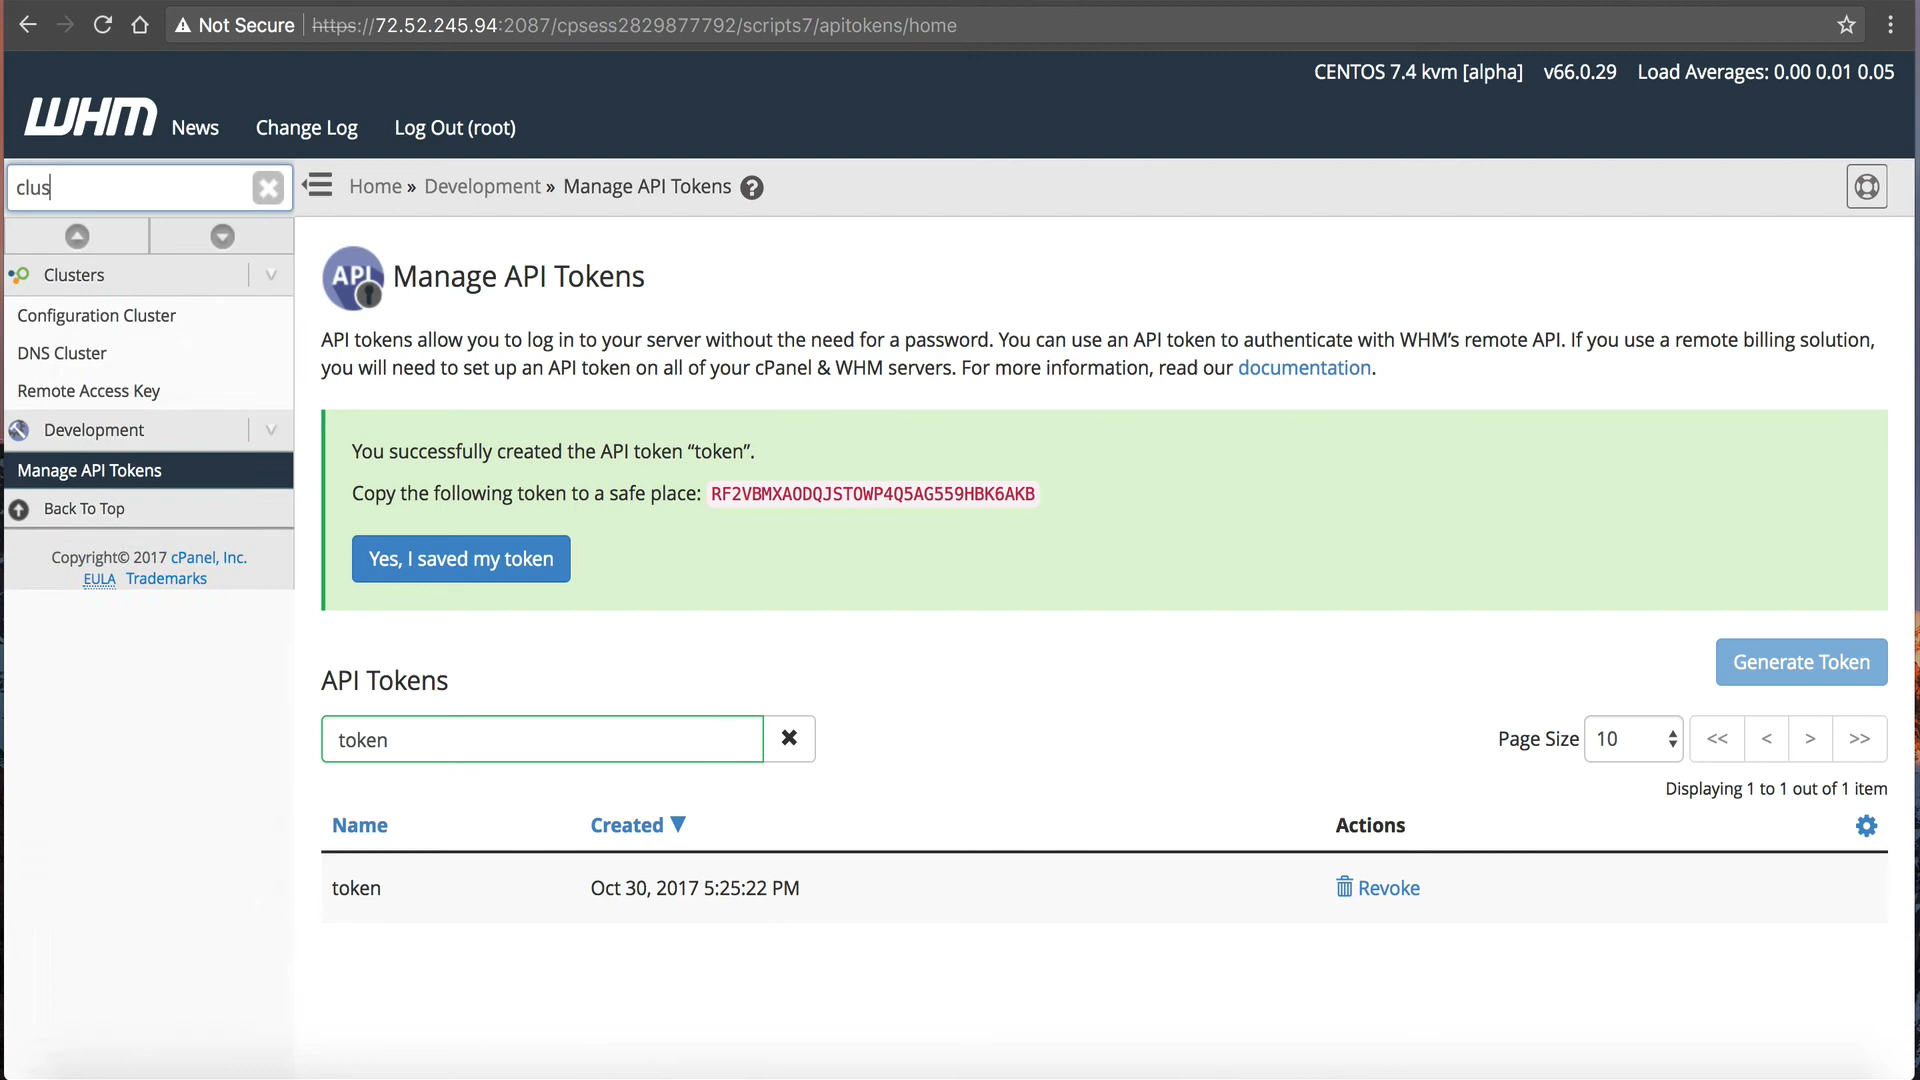 Not Secure https://72.52.245.94:2087/cpsess2829877792/scripts7/apitokens/home
CENTOS 7.4 kvm [alpha] v66.0.29 Load Averages: 0.00 0.01 0.05
WHM News Change Log Log Out (root)
clus
Home » Development » Manage API Tokens ?
Clusters
Configuration Cluster
DNS Cluster
Remote Access Key
Development
Manage API Tokens
Back To Top
Copyright© 2017 cPanel, Inc.
EULA Trademarks
API Manage API Tokens
API tokens allow you to log in to your server without the need for a password. You can use an API token to authenticate with WHM’s remote API. If you use a remote billing solution,
you will need to set up an API token on all of your cPanel & WHM servers. For more information, read our documentation.
You successfully created the API token “token”.
Copy the following token to a safe place: RF2VBMXAODQJSTOWP4Q5AG559HBK6AKB
Yes, I saved my token
Generate Token
API Tokens
token
Page Size 10 << < > >>
Displaying 1 to 1 out of 1 item
Name Created Actions
token Oct 30, 2017 5:25:22 PM Revoke